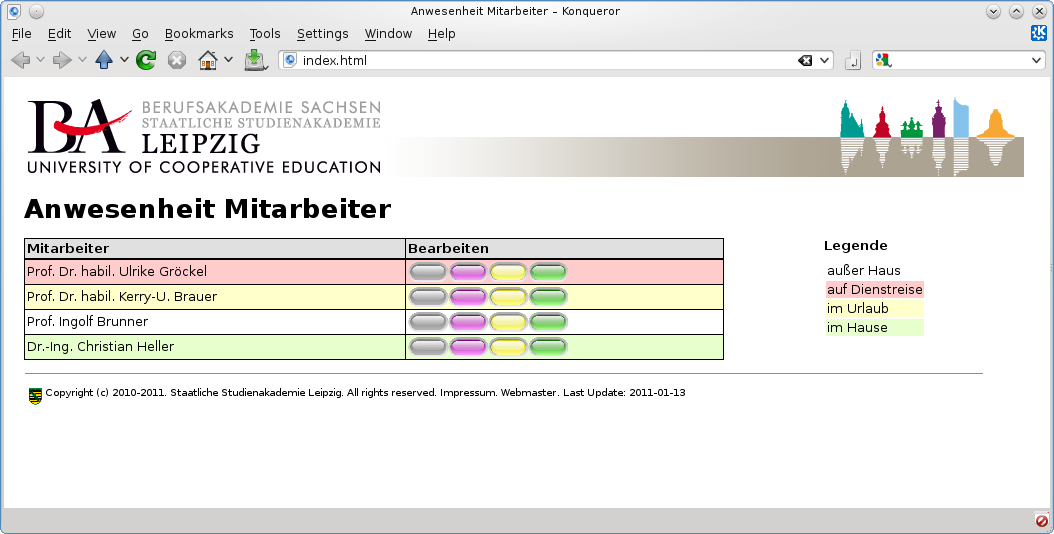 Anwesenheit Mitarbeiter – Konqueror
File Edit View Go Bookmarks Tools Settings Window Help
index.html
BA
BERUFSAKADEMIE SACHSEN
STAATLICHE STUDIENAKADEMIE
LEIPZIG
UNIVERSITY OF COOPERATIVE EDUCATION
Anwesenheit Mitarbeiter
Mitarbeiter Bearbeiten
Prof. Dr. habil. Ulrike Gröckel
Prof. Dr. habil. Kerry-U. Brauer
Prof. Ingolf Brunner
Dr.-Ing. Christian Heller
Legende
außer Haus
auf Dienstreise
im Urlaub
im Hause
Copyright (c) 2010-2011. Staatliche Studienakademie Leipzig. All rights reserved. Impressum. Webmaster. Last Update: 2011-01-13